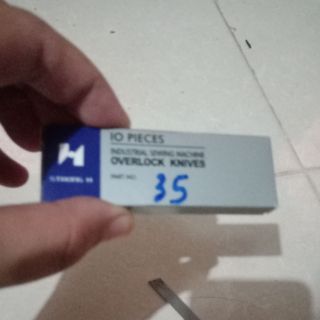 10 PIECES
INDUSTRIAL SEWING MACHINE
OVERLOCK KNIVES
PART NO.
35